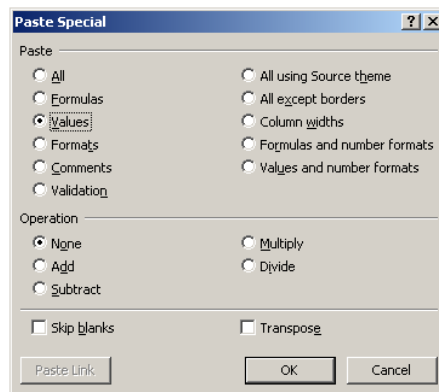 Paste Special
Paste
All
All using Source theme
Formulas
All except borders
Values
Column widths
Formats
Formulas and number formats
Comments
Values and number formats
Validation
Operation
None
Multiply
Add
Divide
Subtract
Skip blanks
Transpose
Paste Link
OK
Cancel